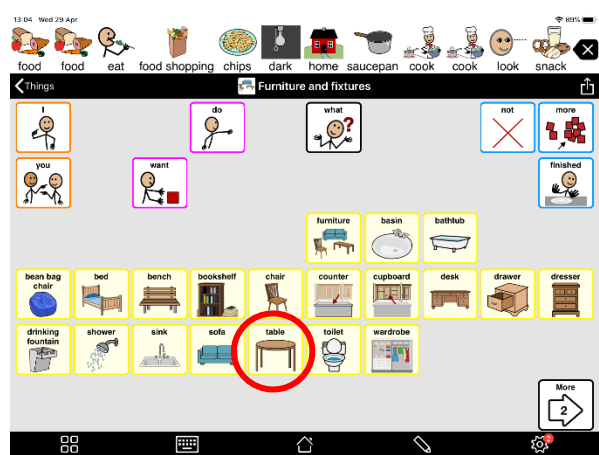 13:04 Wed 29 Apr 89%
food food eat food shopping chips dark home saucepan cook cook look snack
Things Furniture and fixtures
I do what not more
you want finished
furniture basin bathtub
bean bag chair bed bench bookshelf chair counter cupboard desk drawer dresser
drinking fountain shower sink sofa table toilet wardrobe
More
2
2